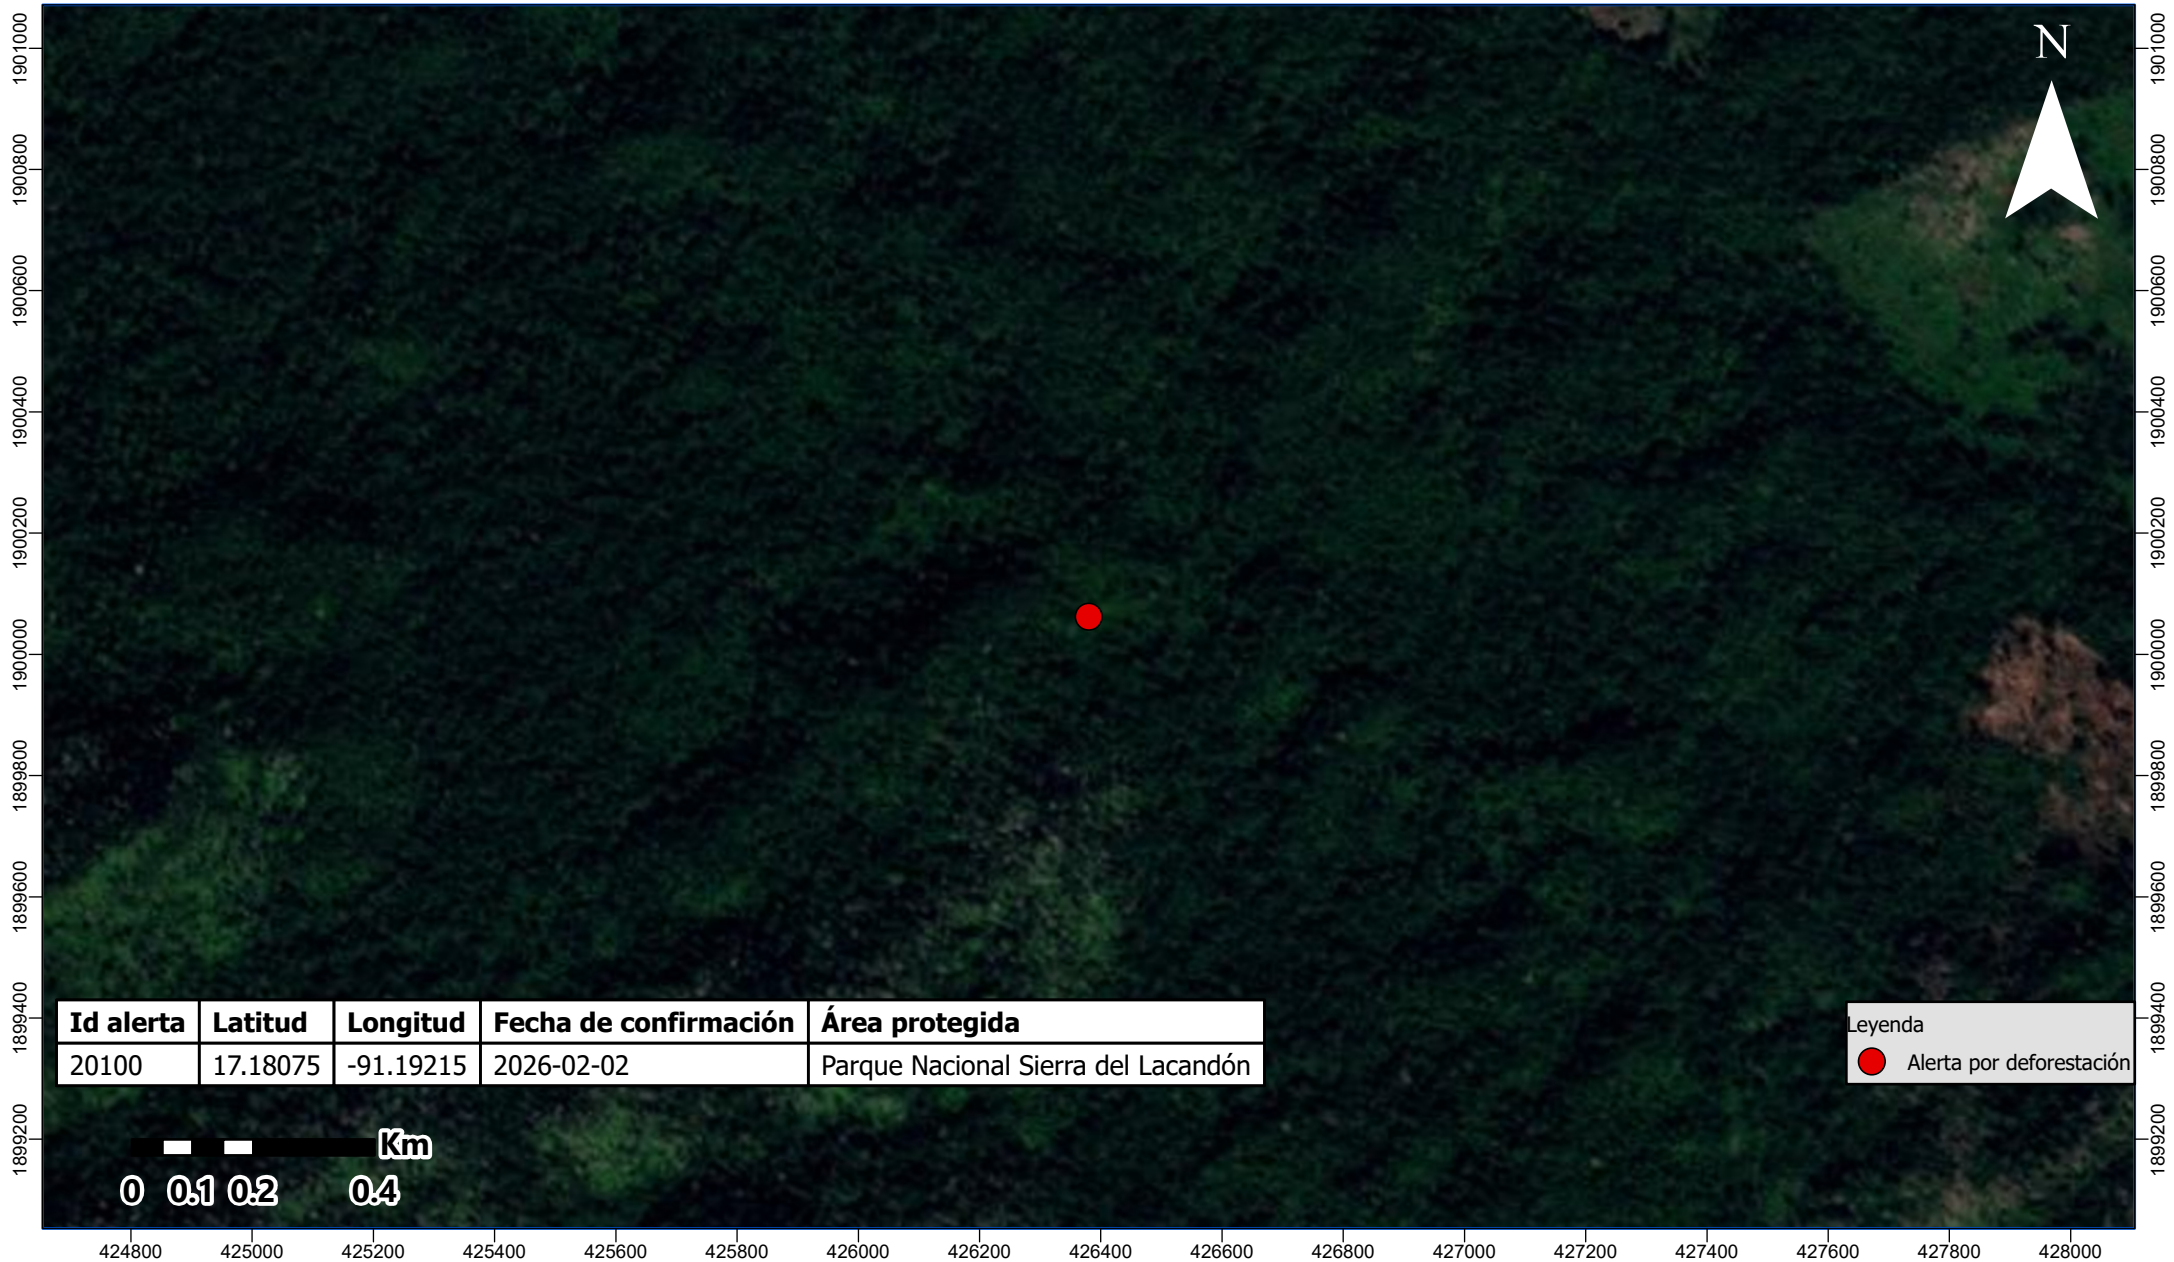 N
1901000
1900800
1900600
1900400
1900200
1900000
1899800
1899600
1899400
1899200
1901000
1900800
1900600
1900400
1900200
1900000
1899800
1899600
1899400
1899200
Id alerta Latitud Longitud Fecha de confirmación Área protegida
20100 17.18075 -91.19215 2026-02-02 Parque Nacional Sierra del Lacandón
Leyenda
Alerta por deforestación
Km
0 0.1 0.2 0.4
424800 425000 425200 425400 425600 425800 426000 426200 426400 426600 426800 427000 427200 427400 427600 427800 428000